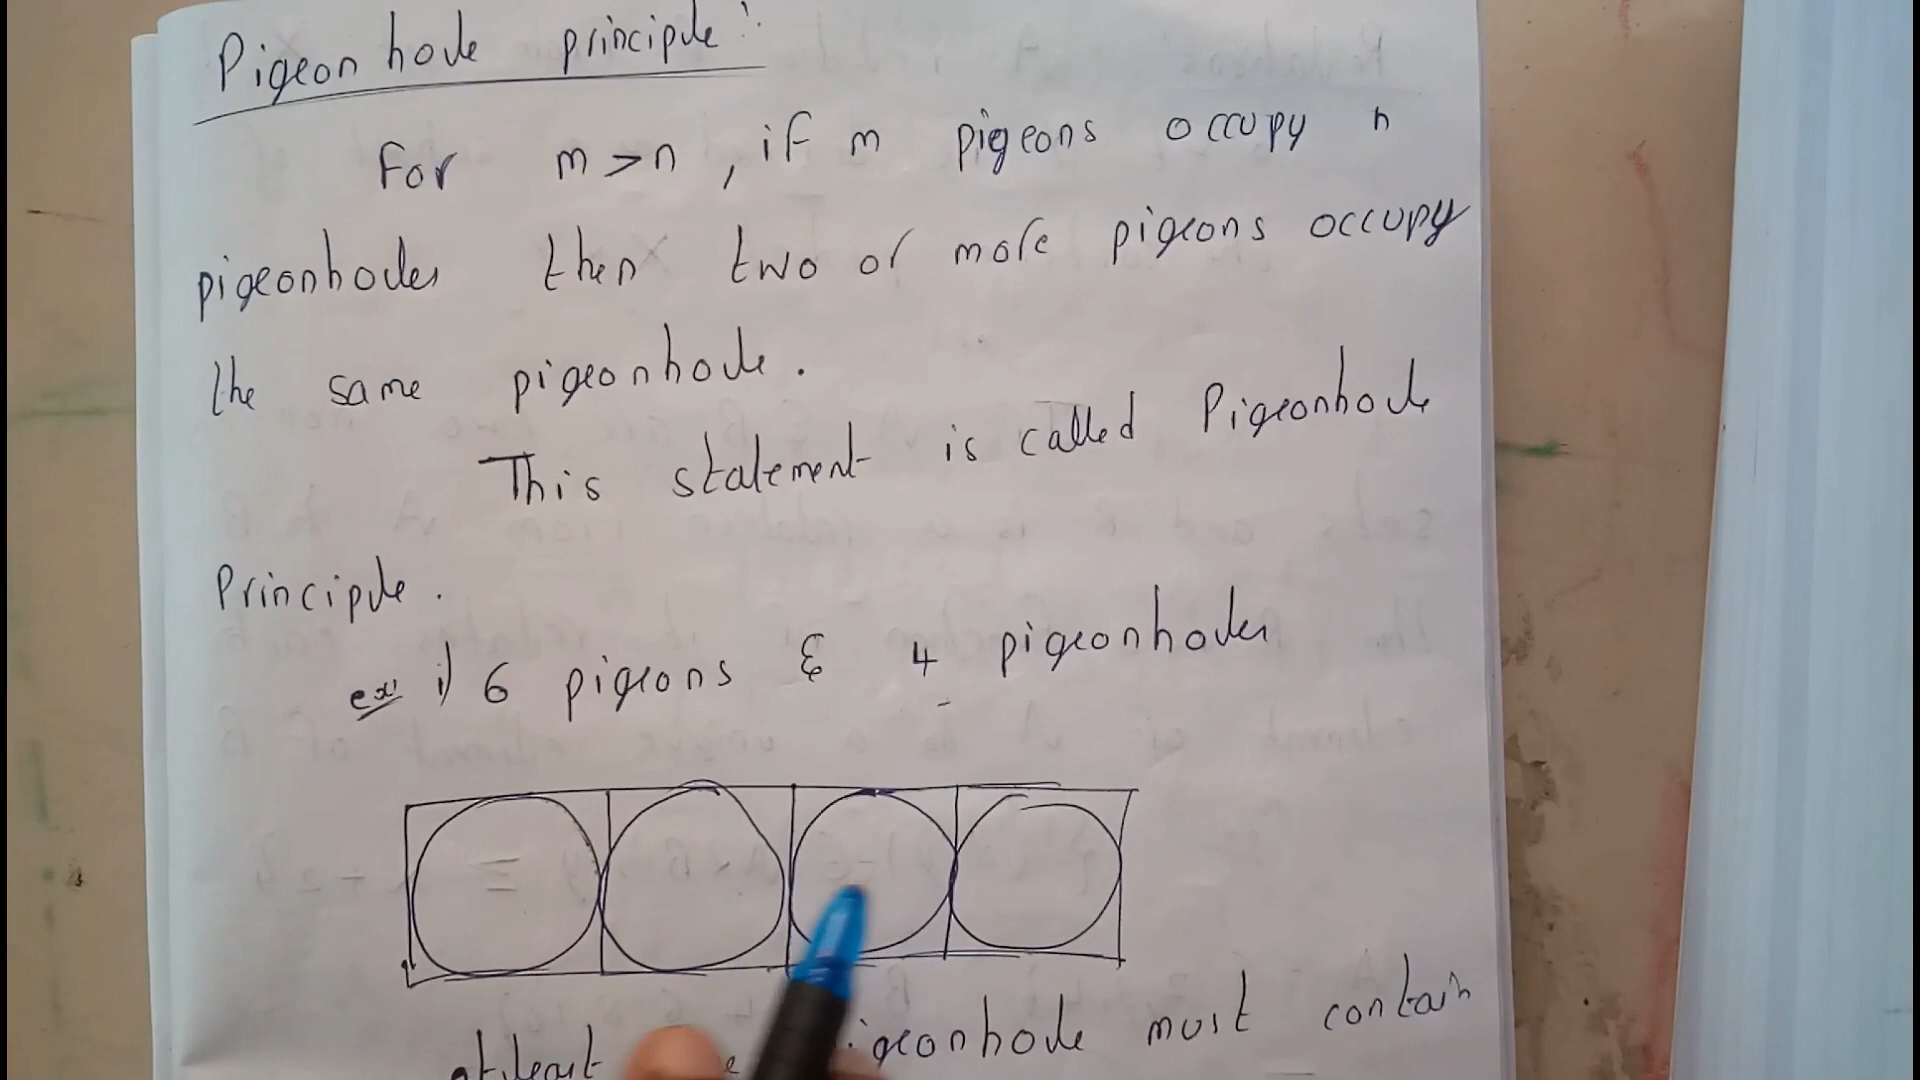 Pigeon hole principle:
For m > n, if m pigeons occupy n
pigeonholes then two or more pigeons occupy
the same pigeonhole.
This statement is called Pigeonhole
Principle.
ex: i) 6 pigeons & 4 pigeonholes
atleast pigeonhole must contain